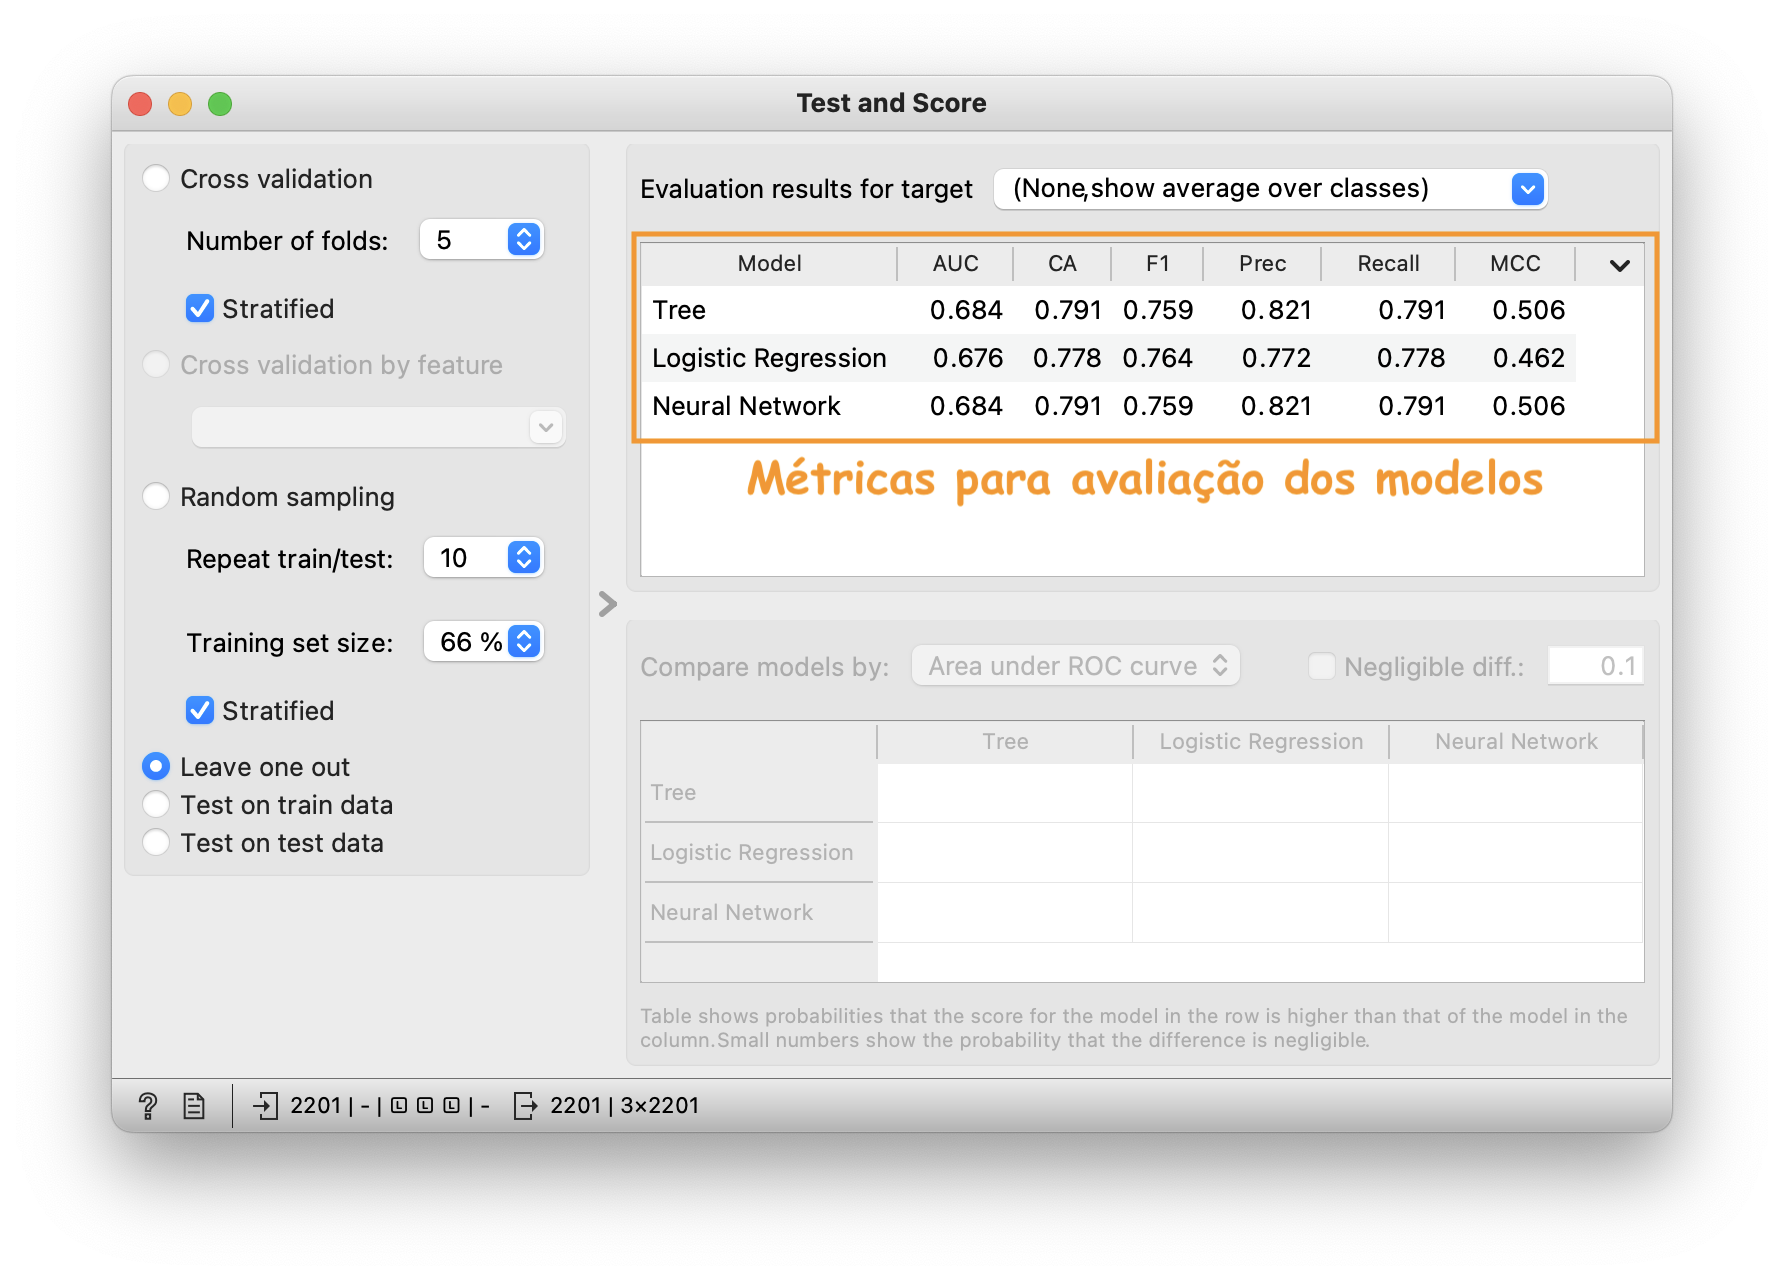 Test and Score
Cross validation
Number of folds: 5
Stratified
Cross validation by feature
Random sampling
Repeat train/test: 10
Training set size: 66 %
Stratified
Leave one out
Test on train data
Test on test data
Evaluation results for target (None, show average over classes)
Model AUC CA F1 Prec Recall MCC
Tree 0.684 0.791 0.759 0.821 0.791 0.506
Logistic Regression 0.676 0.778 0.764 0.772 0.778 0.462
Neural Network 0.684 0.791 0.759 0.821 0.791 0.506
Métricas para avaliação dos modelos
Compare models by: Area under ROC curve Negligible diff.: 0.1
Tree Logistic Regression Neural Network
Tree
Logistic Regression
Neural Network
Table shows probabilities that the score for the model in the row is higher than that of the model in the
column. Small numbers show the probability that the difference is negligible.
? 2201 | - | L L L | - 2201 | 3×2201